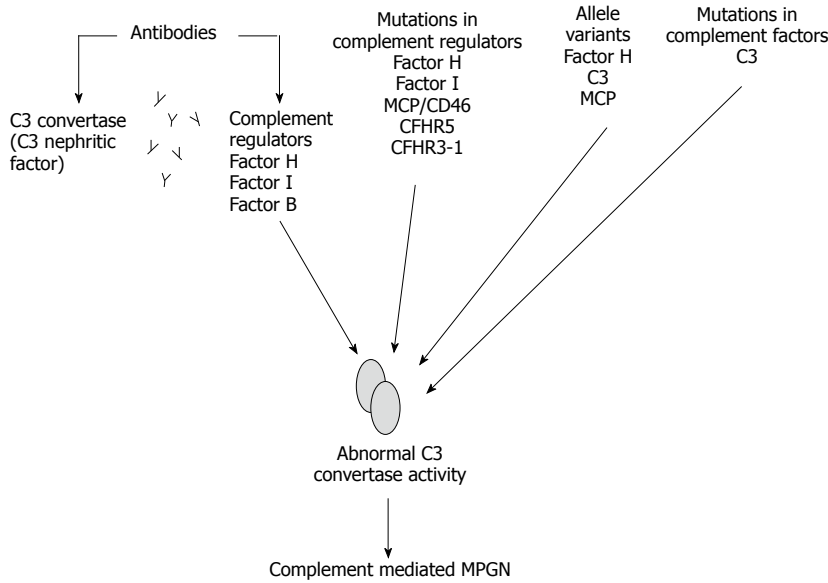 Antibodies
C3 convertase
(C3 nephritic
factor)
Complement
regulators
Factor H
Factor I
Factor B
Mutations in
complement regulators
Factor H
Factor I
MCP/CD46
CFHR5
CFHR3-1
Allele
variants
Factor H
C3
MCP
Mutations in
complement factors
C3
Abnormal C3
convertase activity
Complement mediated MPGN